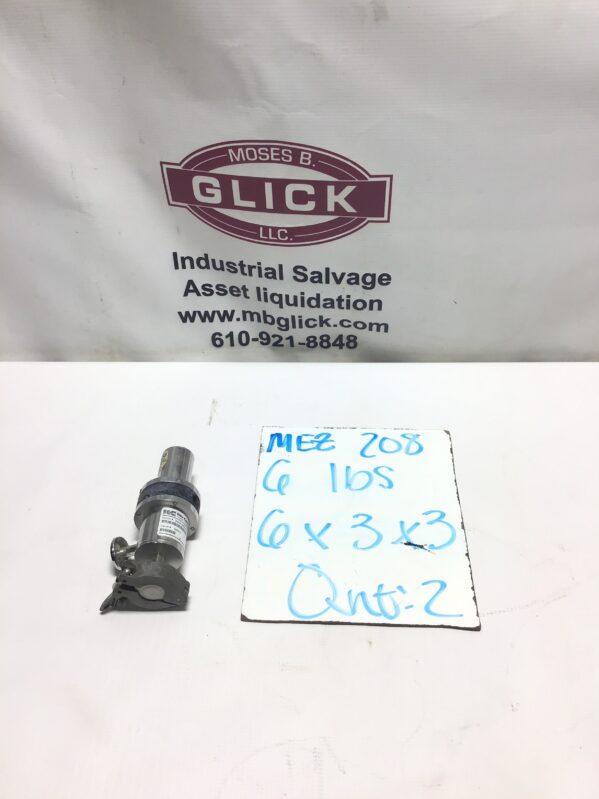 MOSES B.
GLICK
LLC.
Industrial Salvage
Asset liquidation
www.mbglick.com
610-921-8848
MEZ 208
6 lbs
6 x 3 x 3
Qnt: 2